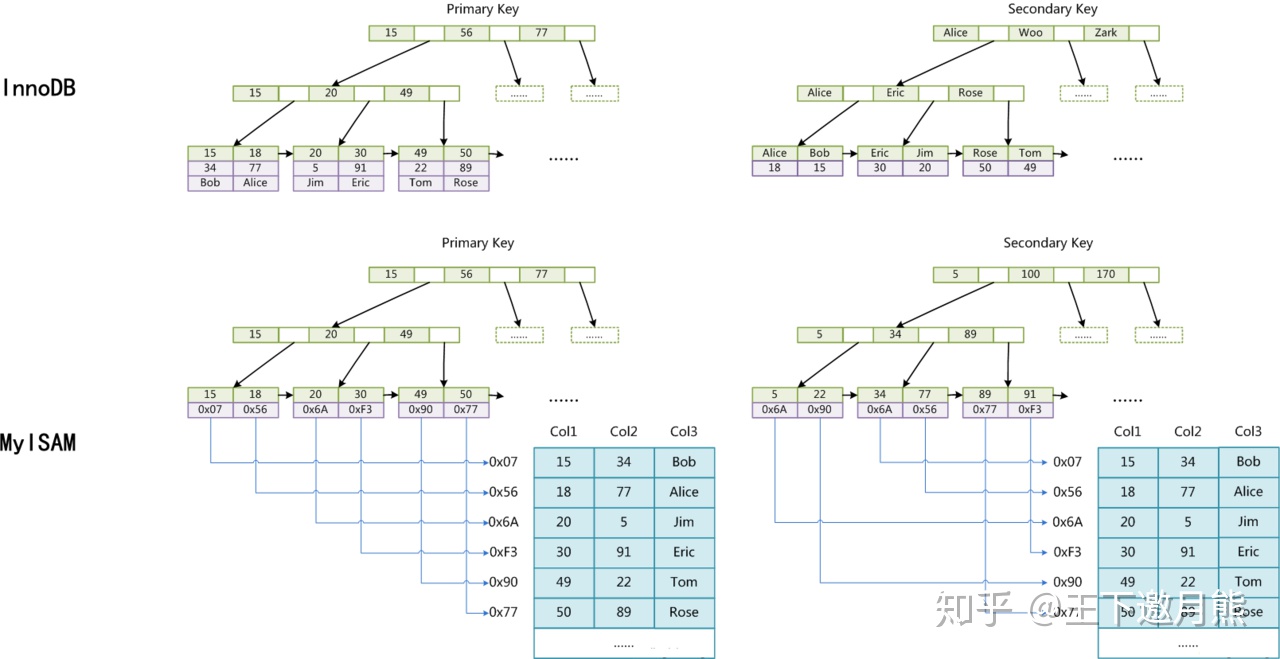 Primary Key
Secondary Key
15 56 77
Alice Woo Zark
InnoDB
15 20 49
...... ......
Alice Eric Rose
...... ......
15 18 20 30 49 50
34 77 5 91 22 89
Bob Alice Jim Eric Tom Rose
......
Alice Bob Eric Jim Rose Tom
18 15 30 20 50 49
......
Primary Key
Secondary Key
15 56 77
5 100 170
15 20 49
...... ......
5 34 89
...... ......
15 18 20 30 49 50
0x07 0x56 0x6A 0xF3 0x90 0x77
......
5 22 34 77 89 91
0x6A 0x90 0x6A 0x56 0x77 0xF3
......
MyISAM
Col1 Col2 Col3
0x07 15 34 Bob
0x56 18 77 Alice
0x6A 20 5 Jim
0xF3 30 91 Eric
0x90 49 22 Tom
0x77 50 89 Rose
......
Col1 Col2 Col3
0x07 15 34 Bob
0x56 18 77 Alice
0x6A 20 5 Jim
0xF3 30 91 Eric
0x90 49 22 Tom
0x77 50 89 Rose
......
知乎 @王下邀月熊